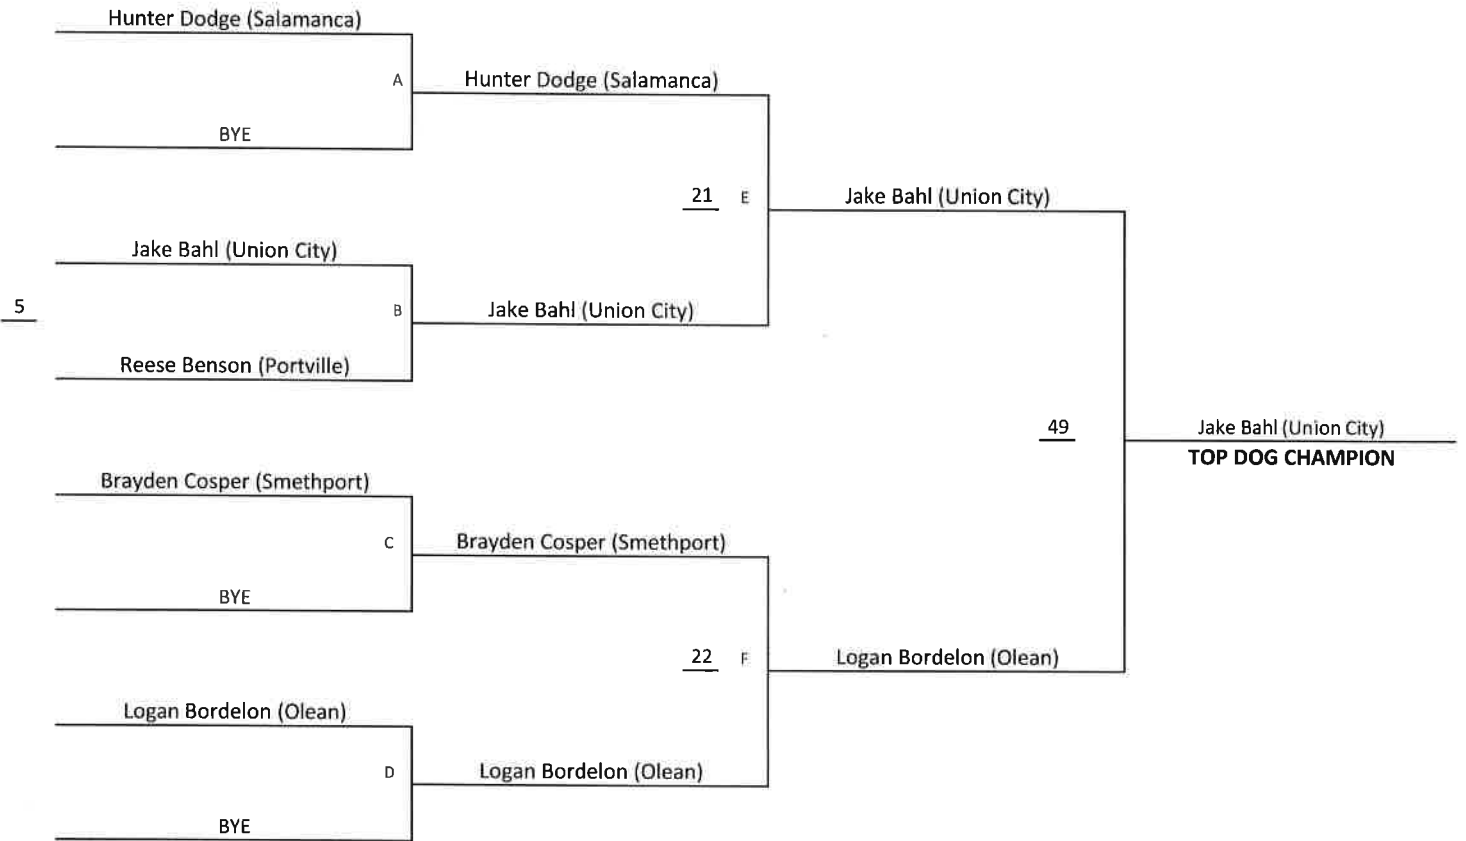 Hunter Dodge (Salamanca)
A
Hunter Dodge (Salamanca)
BYE
21
E
Jake Bahl (Union City)
Jake Bahl (Union City)
5
B
Jake Bahl (Union City)
Reese Benson (Portville)
49
Jake Bahl (Union City)
TOP DOG CHAMPION
Brayden Cosper (Smethport)
C
Brayden Cosper (Smethport)
BYE
22
F
Logan Bordelon (Olean)
Logan Bordelon (Olean)
D
Logan Bordelon (Olean)
BYE